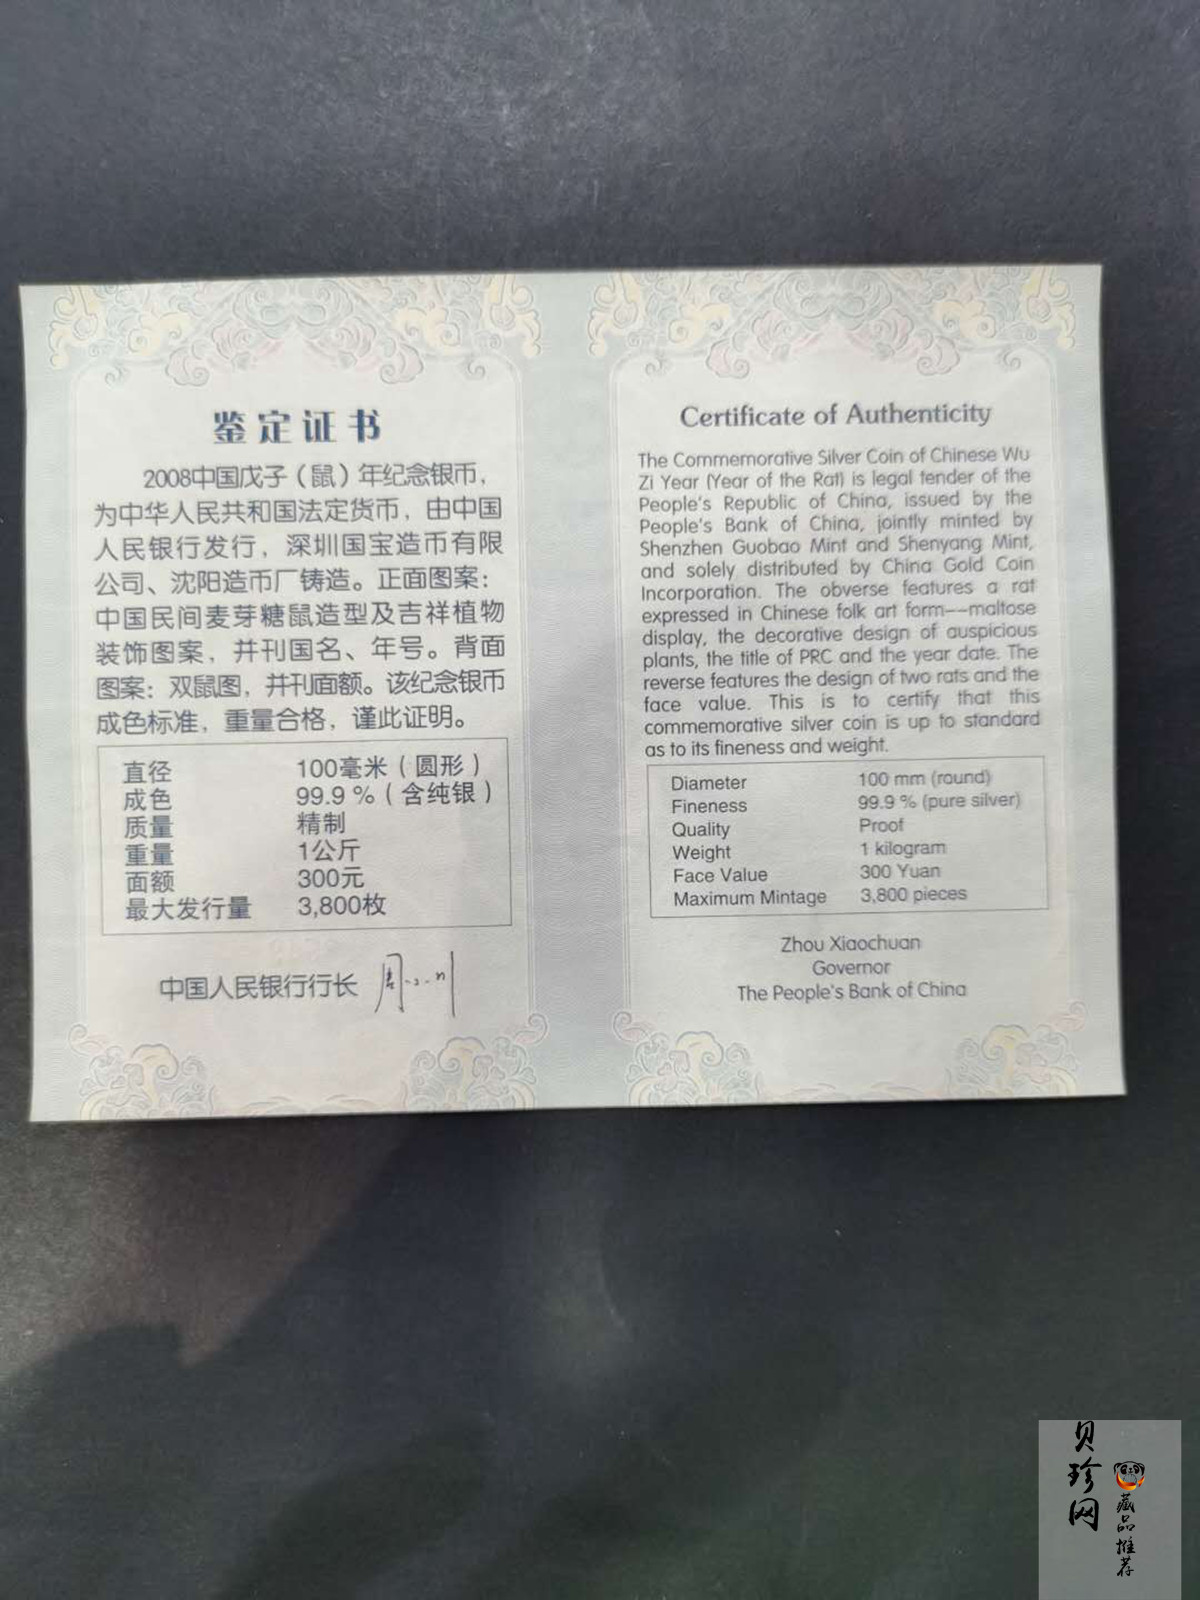 鉴定证书
2008中国戊子（鼠）年纪念银币，
为中华人民共和国法定货币，由中国
人民银行发行，深圳国宝造币有限
公司、沈阳造币厂铸造。正面图案：
中国民间麦芽糖鼠造型及吉祥植物
装饰图案，并刊国名、年号。背面
图案：双鼠图，并刊面额。该纪念银币
成色标准，重量合格，谨此证明。
直径 100毫米（圆形）
成色 99.9％（含纯银）
质量 精制
重量 1公斤
面额 300元
最大发行量 3,800枚
中国人民银行行长 周小川
Certificate of Authenticity
The Commemorative Silver Coin of Chinese Wu
Zi Year (Year of the Rat) is legal tender of the
People's Republic of China, issued by the
People's Bank of China, jointly minted by
Shenzhen Guobao Mint and Shenyang Mint,
and solely distributed by China Gold Coin
Incorporation. The obverse features a rat
expressed in Chinese folk art form--maltose
display, the decorative design of auspicious
plants, the title of PRC and the year date. The
reverse features the design of two rats and the
face value. This is to certify that this
commemorative silver coin is up to standard
as to its fineness and weight.
Diameter 100 mm (round)
Fineness 99.9 % (pure silver)
Quality Proof
Weight 1 kilogram
Face Value 300 Yuan
Maximum Mintage 3,800 pieces
Zhou Xiaochuan
Governor
The People's Bank of China
贝珍网
藏品推荐